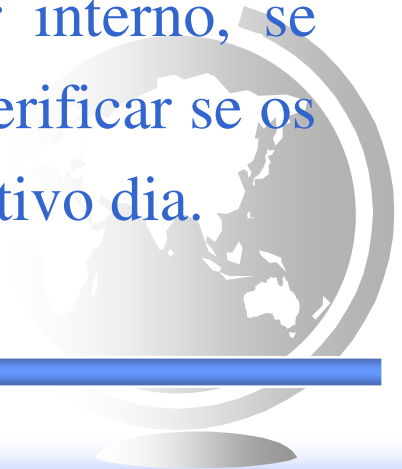 interno, se
erificar se os
tivo dia.